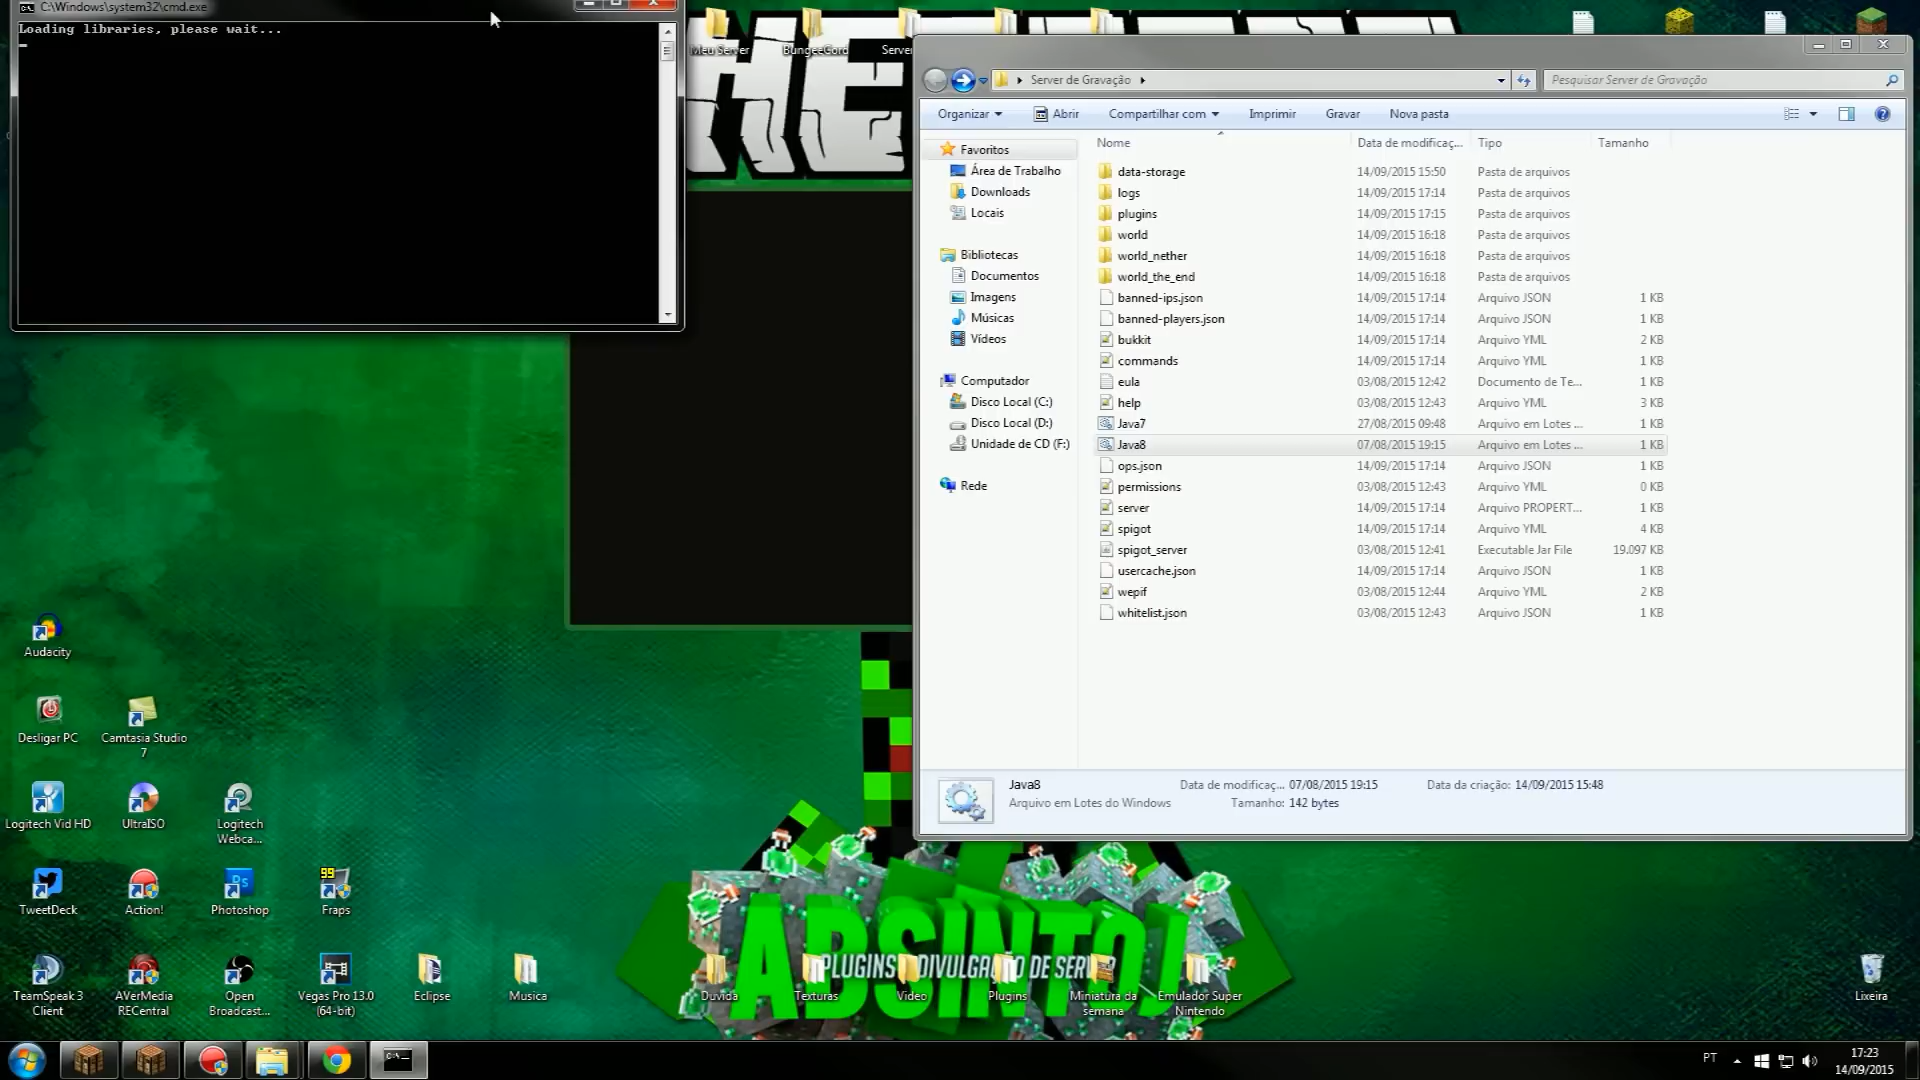 C:\Windows\system32\cmd.exe
Loading libraries, please wait...
Meu Server
BungeeCord
Server de Gravação
Pesquisar Server de Gravação
Organizar
Abrir
Compartilhar com
Imprimir
Gravar
Nova pasta
Favoritos
Área de Trabalho
Downloads
Locais
Bibliotecas
Documentos
Imagens
Músicas
Vídeos
Computador
Disco Local (C:)
Disco Local (D:)
Unidade de CD (F:)
Rede
Nome Data de modificaç... Tipo Tamanho
data-storage 14/09/2015 15:50 Pasta de arquivos
logs 14/09/2015 17:14 Pasta de arquivos
plugins 14/09/2015 17:15 Pasta de arquivos
world 14/09/2015 16:18 Pasta de arquivos
world_nether 14/09/2015 16:18 Pasta de arquivos
world_the_end 14/09/2015 16:18 Pasta de arquivos
banned-ips.json 14/09/2015 17:14 Arquivo JSON 1 KB
banned-players.json 14/09/2015 17:14 Arquivo JSON 1 KB
bukkit 14/09/2015 17:14 Arquivo YML 2 KB
commands 14/09/2015 17:14 Arquivo YML 1 KB
eula 03/08/2015 12:42 Documento de Te... 1 KB
help 03/08/2015 12:43 Arquivo YML 3 KB
Java7 27/08/2015 09:48 Arquivo em Lotes ... 1 KB
Java8 07/08/2015 19:15 Arquivo em Lotes ... 1 KB
ops.json 14/09/2015 17:14 Arquivo JSON 1 KB
permissions 03/08/2015 12:43 Arquivo YML 0 KB
server 14/09/2015 17:14 Arquivo PROPERT... 1 KB
spigot 14/09/2015 17:14 Arquivo YML 4 KB
spigot_server 03/08/2015 12:41 Executable Jar File 19.097 KB
usercache.json 14/09/2015 17:14 Arquivo JSON 1 KB
wepif 03/08/2015 12:44 Arquivo YML 2 KB
whitelist.json 03/08/2015 12:43 Arquivo JSON 1 KB
Java8 Data de modificaç... 07/08/2015 19:15 Data da criação: 14/09/2015 15:48
Arquivo em Lotes do Windows Tamanho: 142 bytes
Audacity
Desligar PC
Camtasia Studio 7
Logitech Vid HD
UltraISO
Logitech Webca...
TweetDeck
Action!
Photoshop
99
Fraps
TeamSpeak 3 Client
AVerMedia RECentral
Open Broadcast...
Vegas Pro 13.0 (64-bit)
Eclipse
Musica
ABSINTOJ
PLUGINS
DE
Duvida
Texturas
Video
Plugins
Miniatura da semana
Emulador Super Nintendo
Lixeira
PT
17:23
14/09/2015